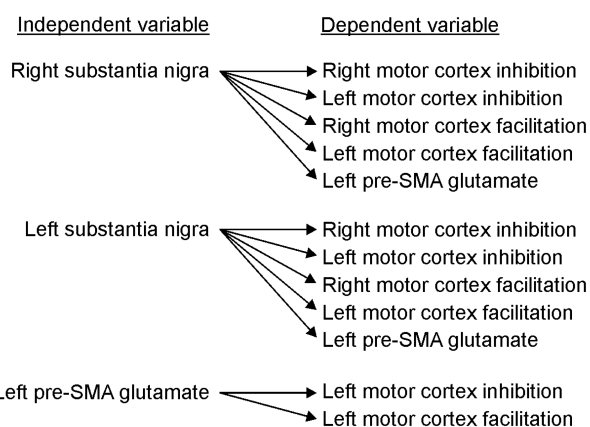 Independent variable Dependent variable
Right substantia nigra Right motor cortex inhibition
Left motor cortex inhibition
Right motor cortex facilitation
Left motor cortex facilitation
Left pre-SMA glutamate
Left substantia nigra Right motor cortex inhibition
Left motor cortex inhibition
Right motor cortex facilitation
Left motor cortex facilitation
Left pre-SMA glutamate
Left pre-SMA glutamate Left motor cortex inhibition
Left motor cortex facilitation